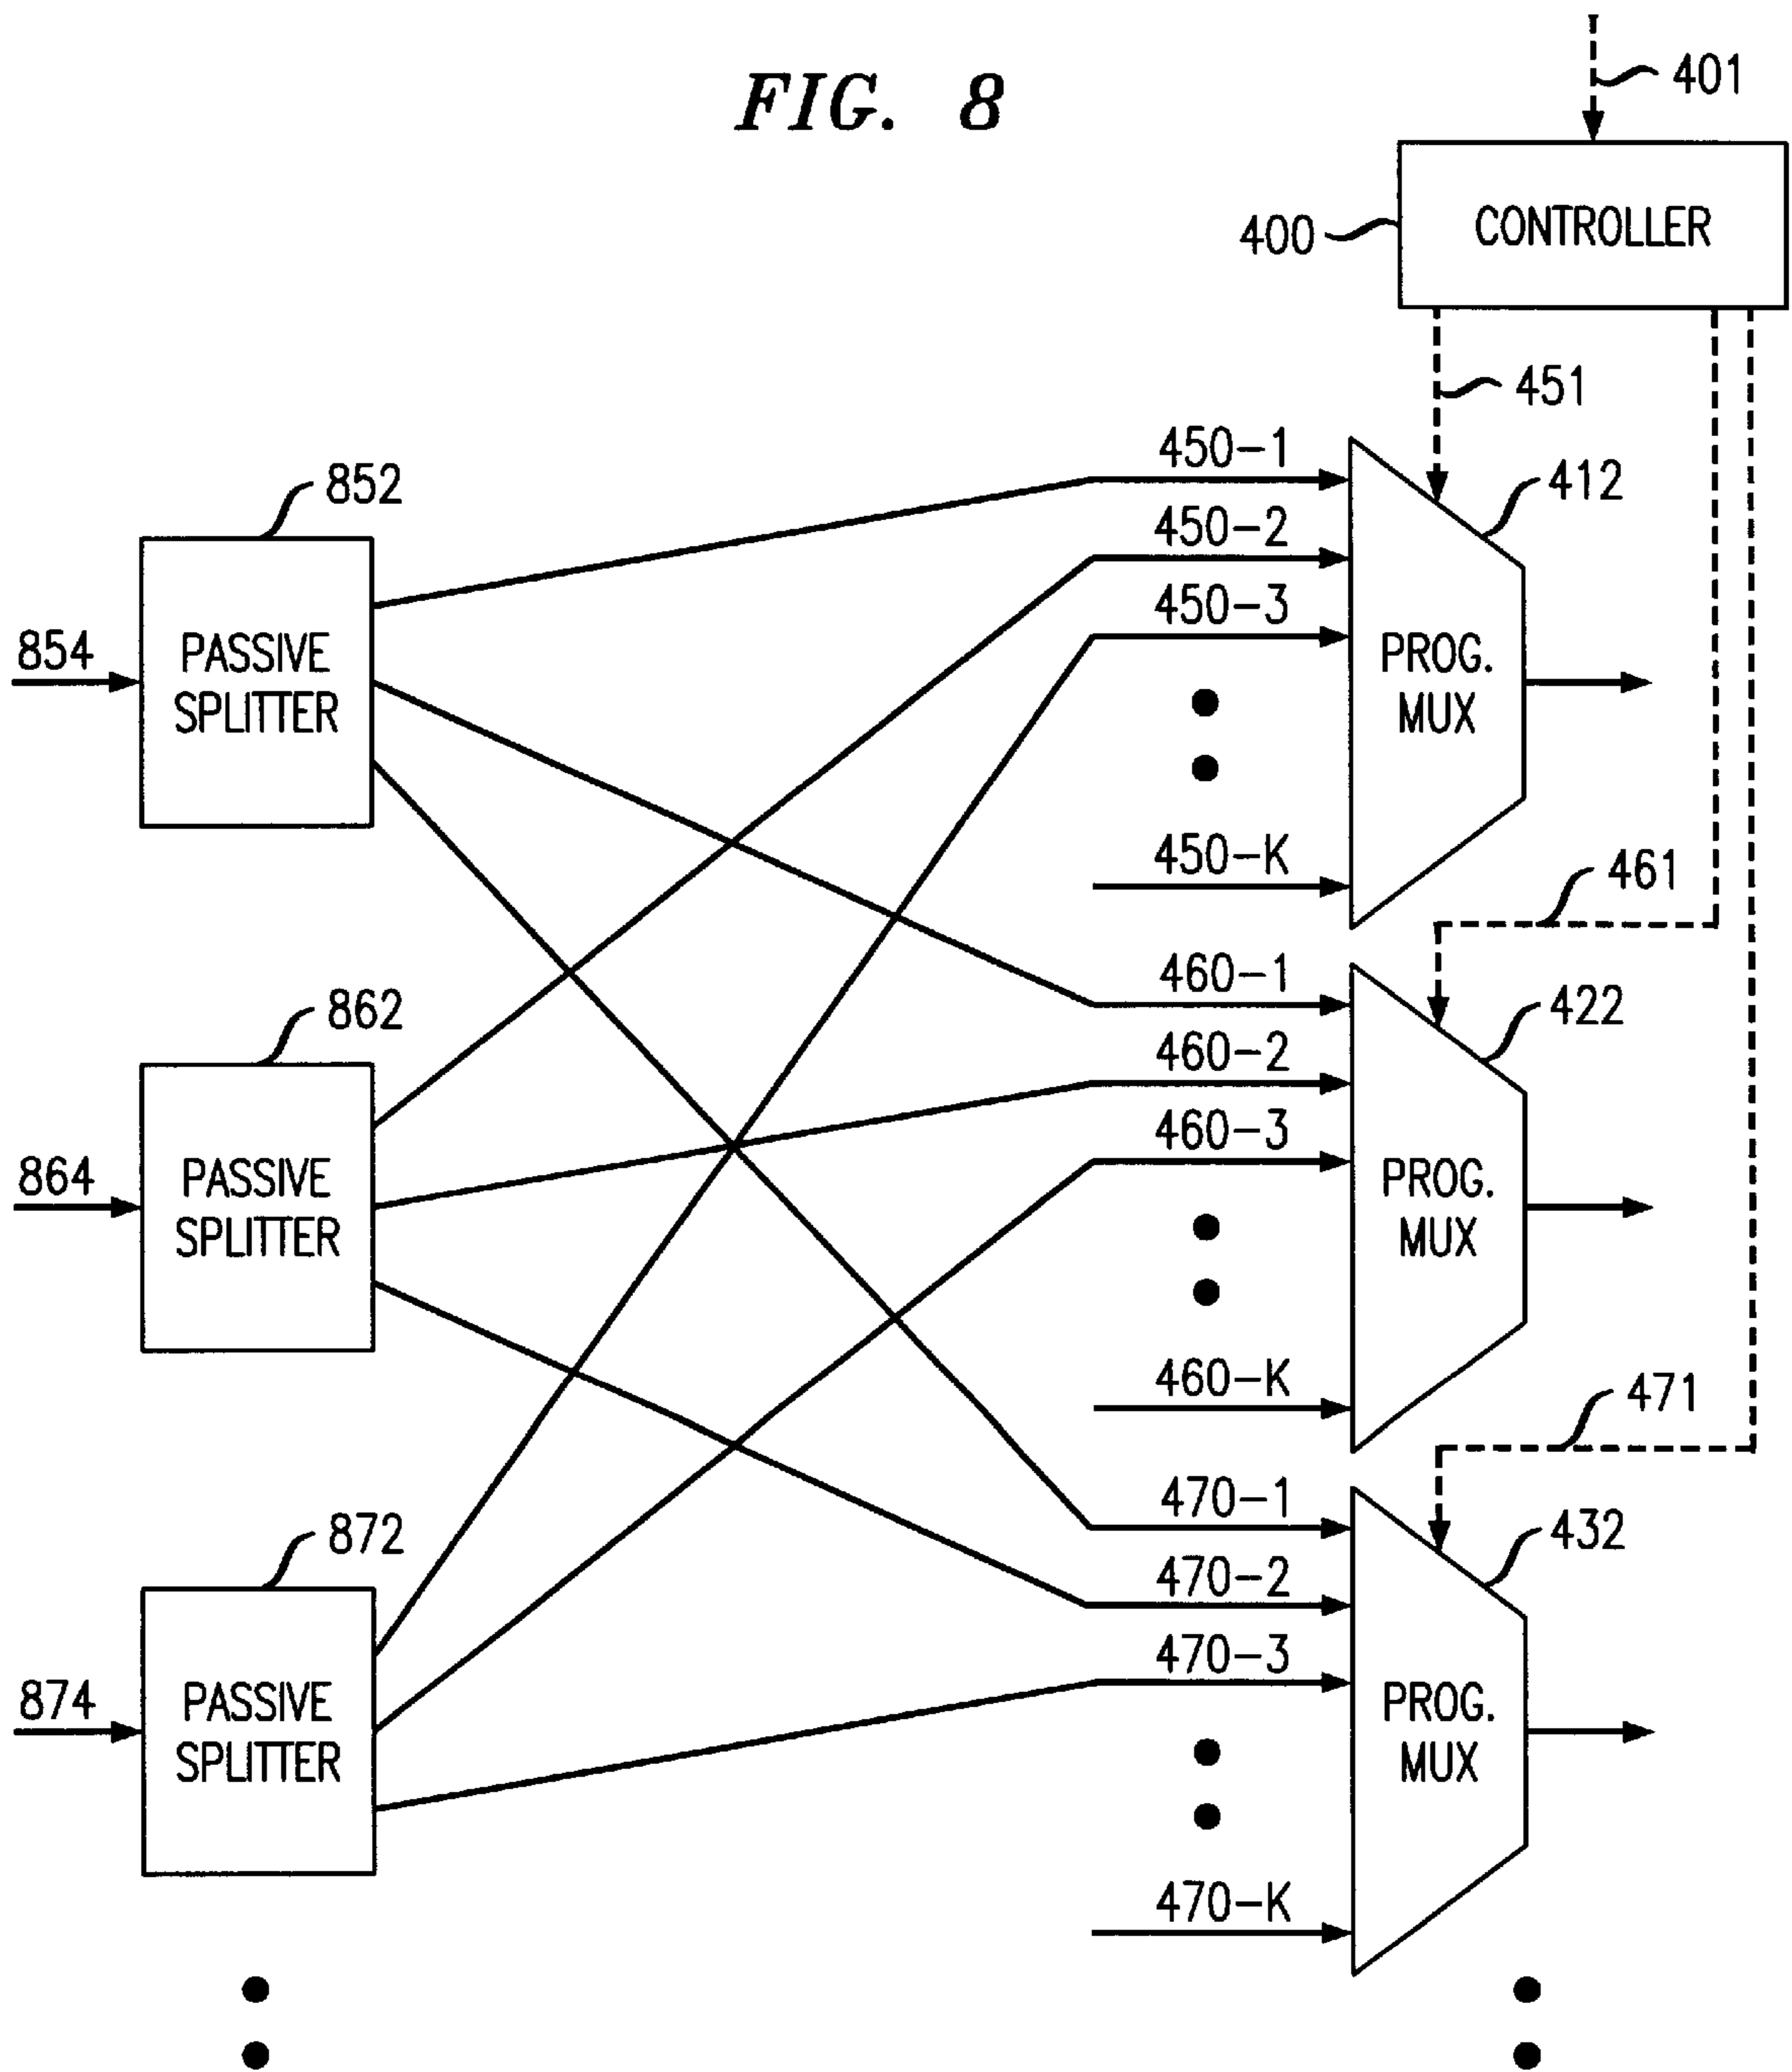 FIG. 8
401
400
CONTROLLER
451
450-1
412
852
450-2
450-3
854
PASSIVE
SPLITTER
PROG.
MUX
450-K
461
460-1
862
422
460-2
460-3
864
PASSIVE
SPLITTER
PROG.
MUX
460-K
471
470-1
872
432
470-2
470-3
874
PASSIVE
SPLITTER
PROG.
MUX
470-K